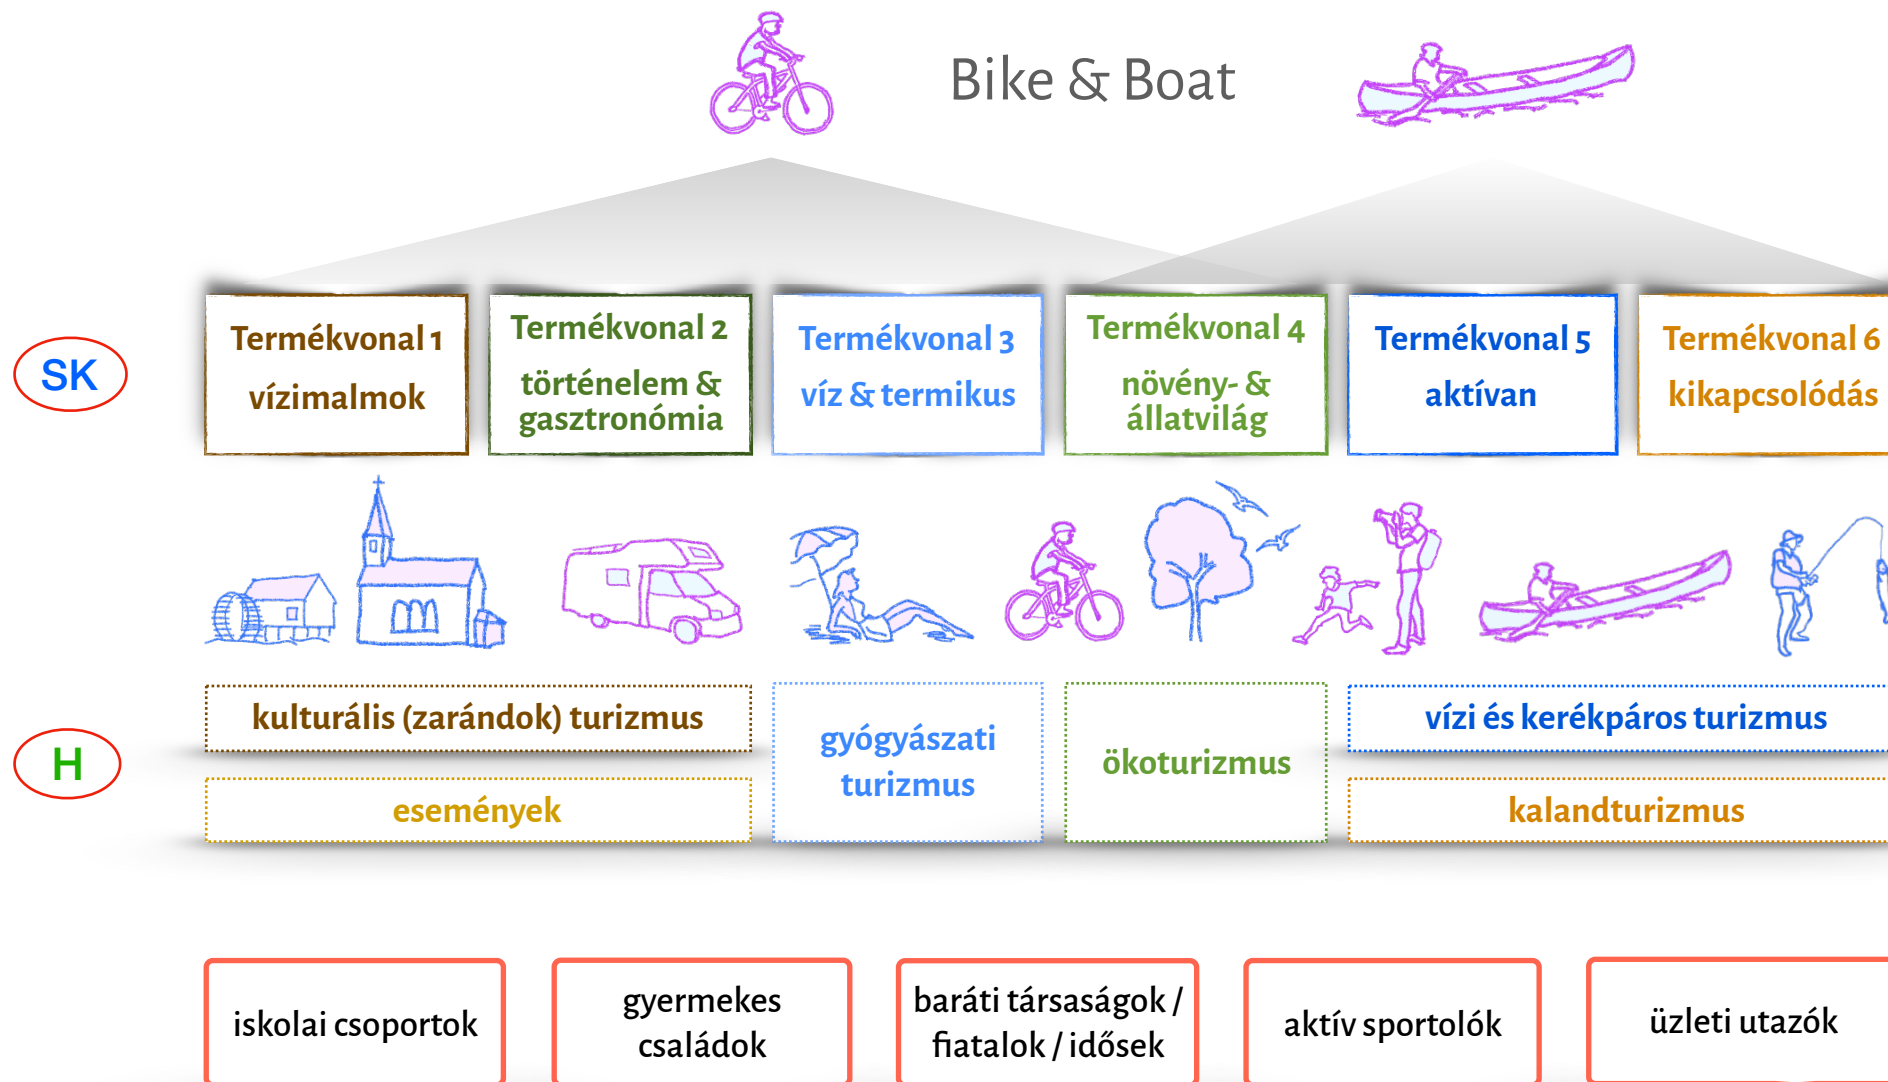 Bike & Boat
SK
Termékvonal 1
vízimalmok
Termékvonal 2
történelem &
gasztronómia
Termékvonal 3
víz & termikus
Termékvonal 4
növény- &
állatvilág
Termékvonal 5
aktívan
Termékvonal 6
kikapcsolódás
H
kulturális (zarándok) turizmus
események
gyógyászati
turizmus
ökoturizmus
vízi és kerékpáros turizmus
kalandturizmus
iskolai csoportok
gyermekes
családok
baráti társaságok /
fiatalok / idősek
aktív sportolók
üzleti utazók